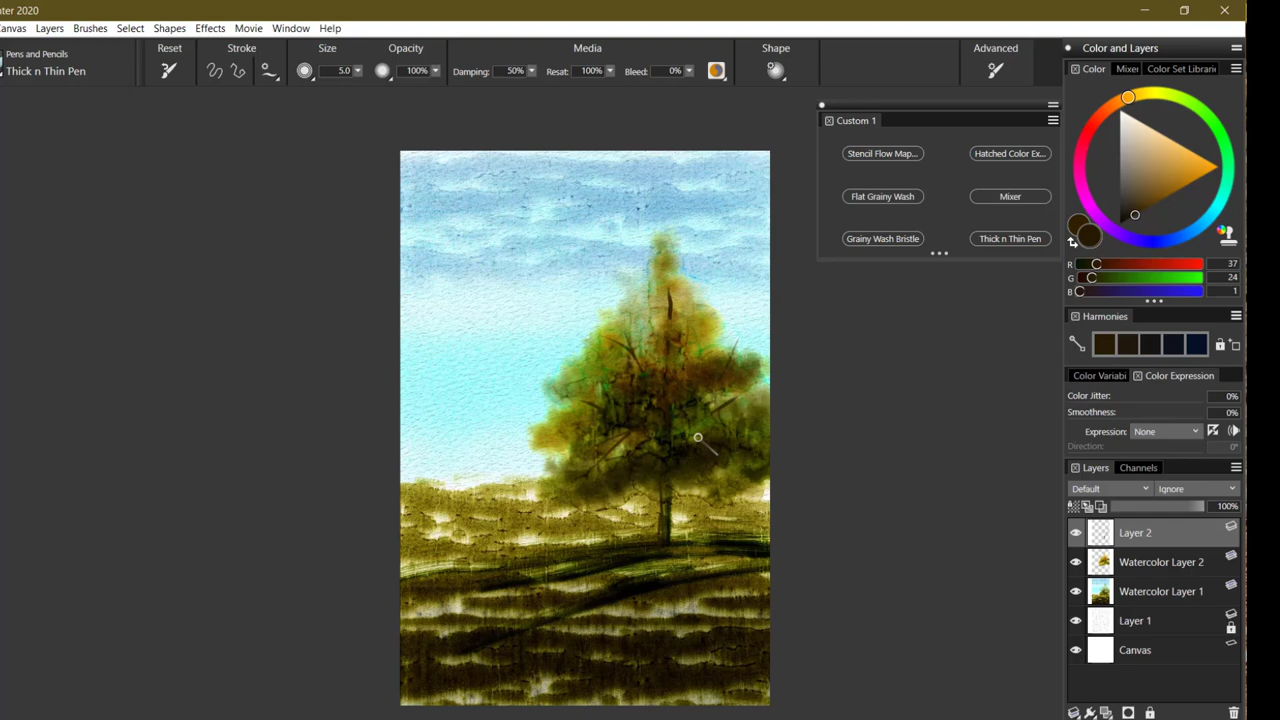 nter 2020
Canvas Layers Brushes Select Shapes Effects Movie Window Help
Pens and Pencils
Thick n Thin Pen
Reset Stroke Size Opacity Media Shape Advanced
5.0 100% Damping: 50% Resat: 100% Bleed: 0%
Custom 1
Stencil Flow Map... Hatched Color Ex...
Flat Grainy Wash Mixer
Grainy Wash Bristle Thick n Thin Pen
Color and Layers
Color Mixer Color Set Librari
R 37
G 24
B 1
Harmonies
Color Variabi Color Expression
Color Jitter: 0%
Smoothness: 0%
Expression: None
Direction: 0°
Layers Channels
Default Ignore
100%
Layer 2
Watercolor Layer 2
Watercolor Layer 1
Layer 1
Canvas